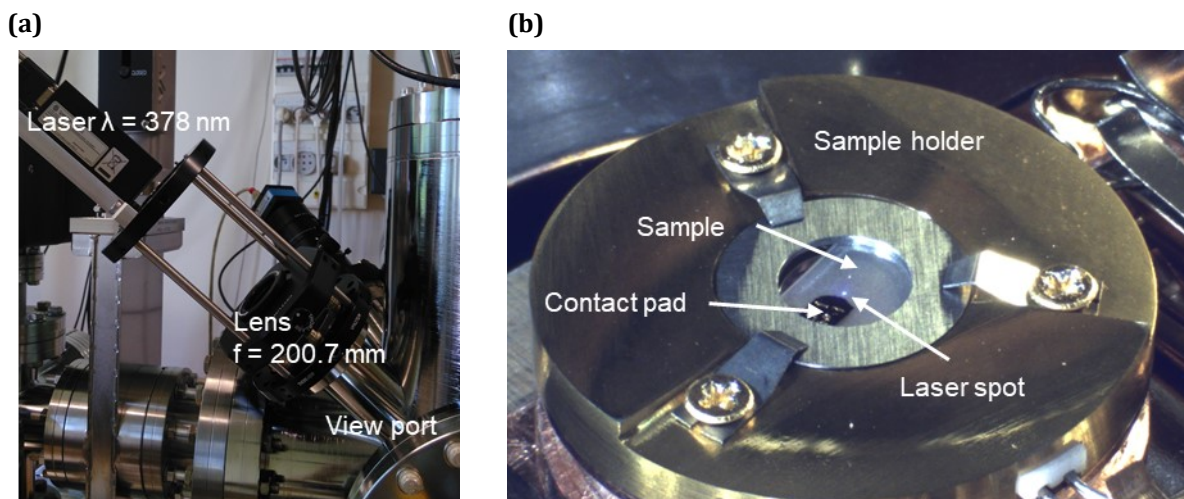 (a)
(b)
Laser λ = 378 nm
Lens
f = 200.7 mm
View port
Sample holder
Sample
Contact pad
Laser spot